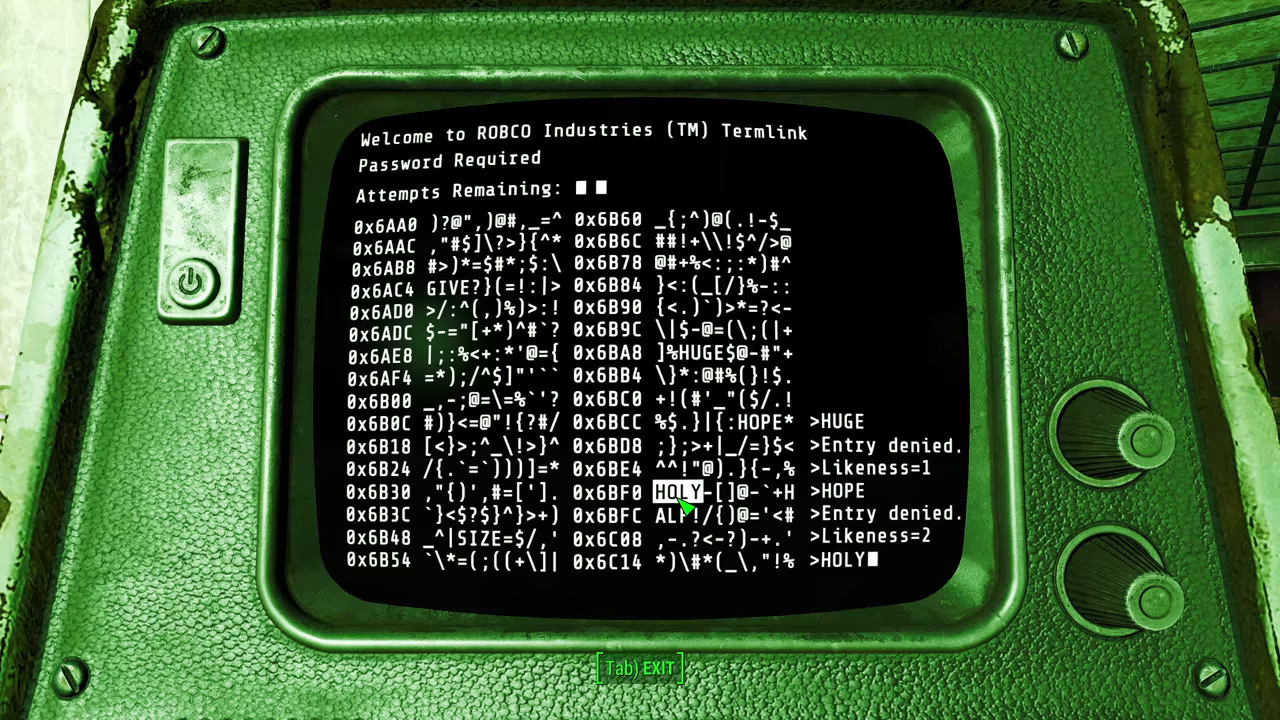 Welcome to ROBCO Industries (TM) Termlink
Password Required
Attempts Remaining: ■ ■
0x6AA0 )?@",)@#,_=^ 0x6B60 _{;^)@(.!-$_
0x6AAC ,"#$]\?>}{^* 0x6B6C ##!+\\!$^/>@
0x6AB8 #>)*=$#*;$:\ 0x6B78 @#+%<:;:*)#^
0x6AC4 GIVE?}(=!:|> 0x6B84 }<:(_[/}%-::
0x6AD0 >/:^(,)%)>:! 0x6B90 {<.)`)>*=?<-
0x6ADC $-="[+*)^#`? 0x6B9C \|$-@=(\;(|+
0x6AE8 |;:%<+:*'@={ 0x6BA8 ]%HUGE$@-#"+
0x6AF4 =*);/^$]"'`` 0x6BB4 \}*:@#%(}!$.
0x6B00 _,-;@=\=%`'? 0x6BC0 +!(#'_"($/.!
0x6B0C #)}<=@"!{?#/ 0x6BCC %$.}|{:HOPE* >HUGE
0x6B18 [<}>;^_\!>}^ 0x6BD8 ;};>+|_/=}$< >Entry denied.
0x6B24 /{.`=`)))]=* 0x6BE4 ^^!"@).}{-,% >Likeness=1
0x6B30 ,"{)',#=[']. 0x6BF0 HOLY-[]@-`+H >HOPE
0x6B3C `}<$?$}^}>+) 0x6BFC ALF!/{)@='<# >Entry denied.
0x6B48 _^|SIZE=$/,' 0x6C08 ,-.?<-?)-+.' >Likeness=2
0x6B54 `\*=(;((+\]| 0x6C14 *)\#*(_\,"!% >HOLY■
[Tab) EXIT]